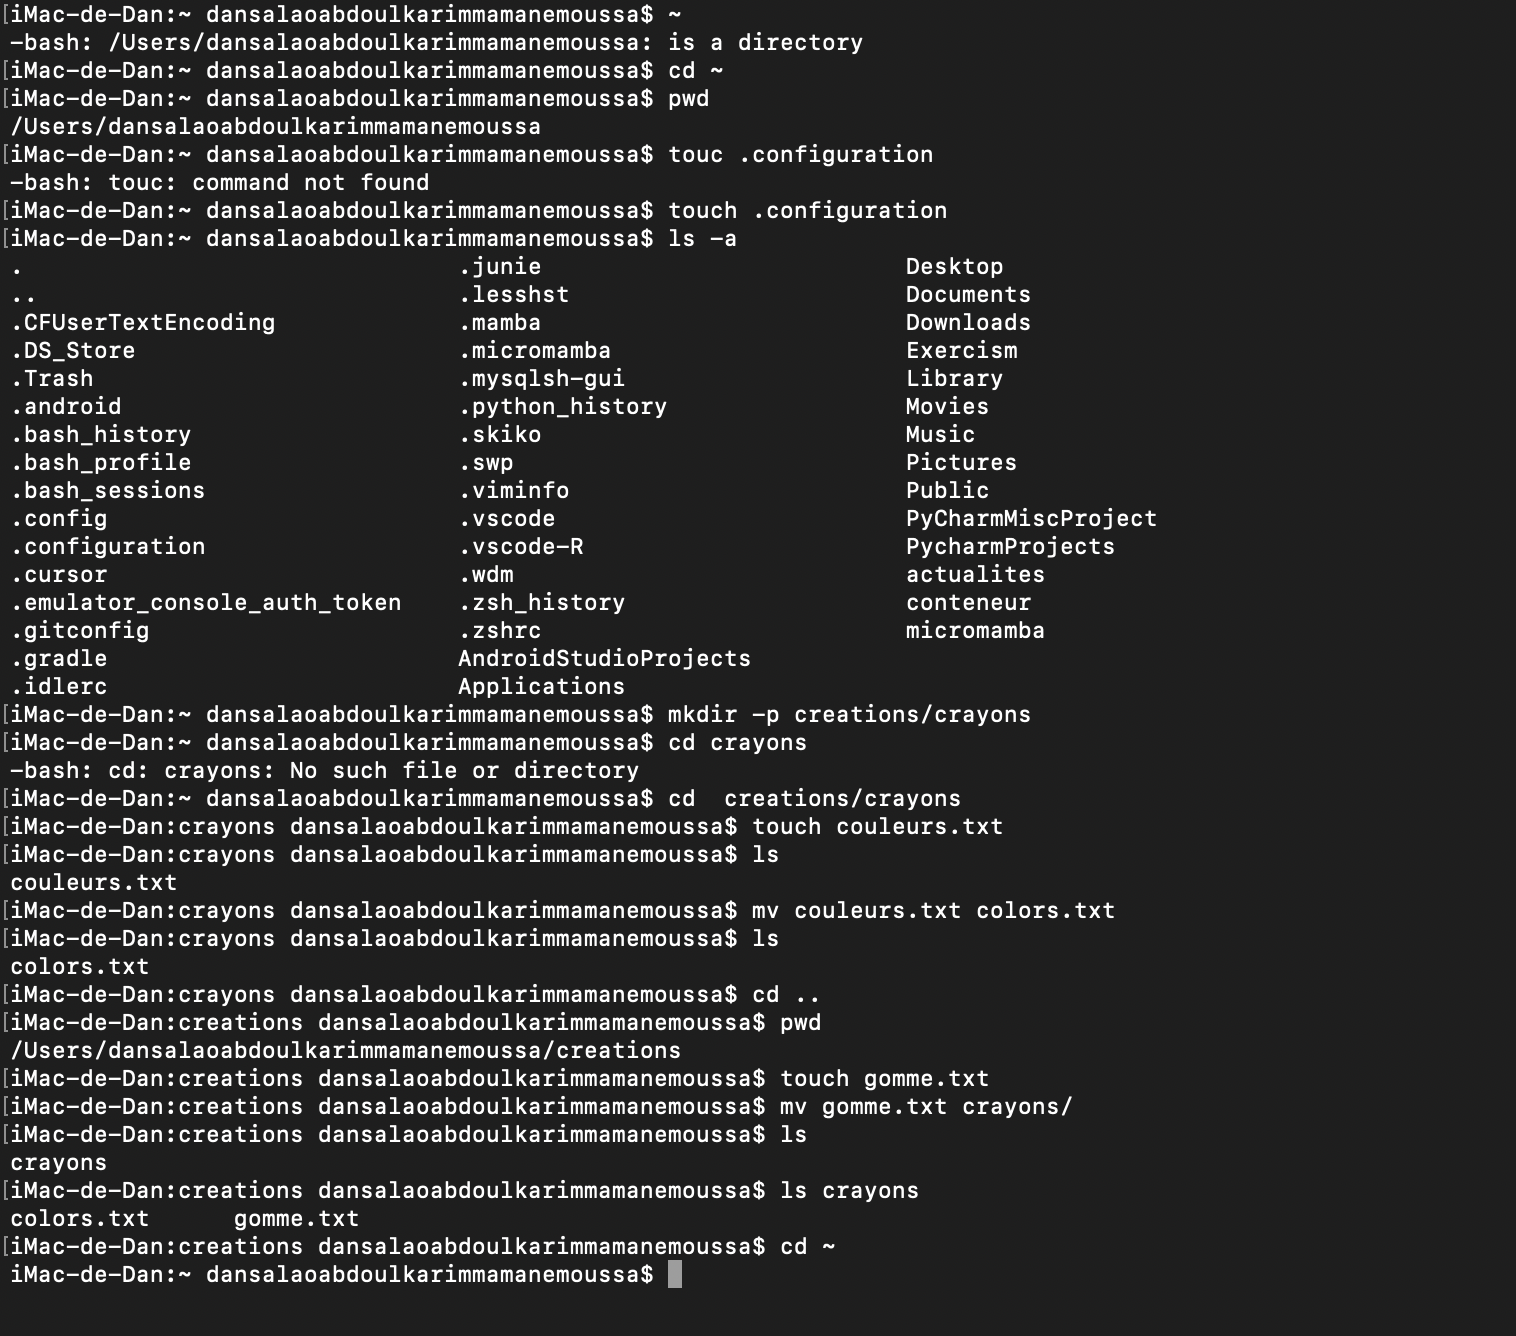 [iMac-de-Dan:~ dansalaoabdoulkarimmamanemoussa$ ~
-bash: /Users/dansalaoabdoulkarimmamanemoussa: is a directory
[iMac-de-Dan:~ dansalaoabdoulkarimmamanemoussa$ cd ~
[iMac-de-Dan:~ dansalaoabdoulkarimmamanemoussa$ pwd
/Users/dansalaoabdoulkarimmamanemoussa
[iMac-de-Dan:~ dansalaoabdoulkarimmamanemoussa$ touc .configuration
-bash: touc: command not found
[iMac-de-Dan:~ dansalaoabdoulkarimmamanemoussa$ touch .configuration
[iMac-de-Dan:~ dansalaoabdoulkarimmamanemoussa$ ls -a
. .junie Desktop
.. .lesshst Documents
.CFUserTextEncoding .mamba Downloads
.DS_Store .micromamba Exercism
.Trash .mysqlsh-gui Library
.android .python_history Movies
.bash_history .skiko Music
.bash_profile .swp Pictures
.bash_sessions .viminfo Public
.config .vscode PyCharmMiscProject
.configuration .vscode-R PycharmProjects
.cursor .wdm actualites
.emulator_console_auth_token .zsh_history conteneur
.gitconfig .zshrc micromamba
.gradle AndroidStudioProjects
.idlerc Applications
[iMac-de-Dan:~ dansalaoabdoulkarimmamanemoussa$ mkdir -p creations/crayons
[iMac-de-Dan:~ dansalaoabdoulkarimmamanemoussa$ cd crayons
-bash: cd: crayons: No such file or directory
[iMac-de-Dan:~ dansalaoabdoulkarimmamanemoussa$ cd  creations/crayons
[iMac-de-Dan:crayons dansalaoabdoulkarimmamanemoussa$ touch couleurs.txt
[iMac-de-Dan:crayons dansalaoabdoulkarimmamanemoussa$ ls
couleurs.txt
[iMac-de-Dan:crayons dansalaoabdoulkarimmamanemoussa$ mv couleurs.txt colors.txt
[iMac-de-Dan:crayons dansalaoabdoulkarimmamanemoussa$ ls
colors.txt
[iMac-de-Dan:crayons dansalaoabdoulkarimmamanemoussa$ cd ..
[iMac-de-Dan:creations dansalaoabdoulkarimmamanemoussa$ pwd
/Users/dansalaoabdoulkarimmamanemoussa/creations
[iMac-de-Dan:creations dansalaoabdoulkarimmamanemoussa$ touch gomme.txt
[iMac-de-Dan:creations dansalaoabdoulkarimmamanemoussa$ mv gomme.txt crayons/
[iMac-de-Dan:creations dansalaoabdoulkarimmamanemoussa$ ls
crayons
[iMac-de-Dan:creations dansalaoabdoulkarimmamanemoussa$ ls crayons
colors.txt gomme.txt
[iMac-de-Dan:creations dansalaoabdoulkarimmamanemoussa$ cd ~
iMac-de-Dan:~ dansalaoabdoulkarimmamanemoussa$